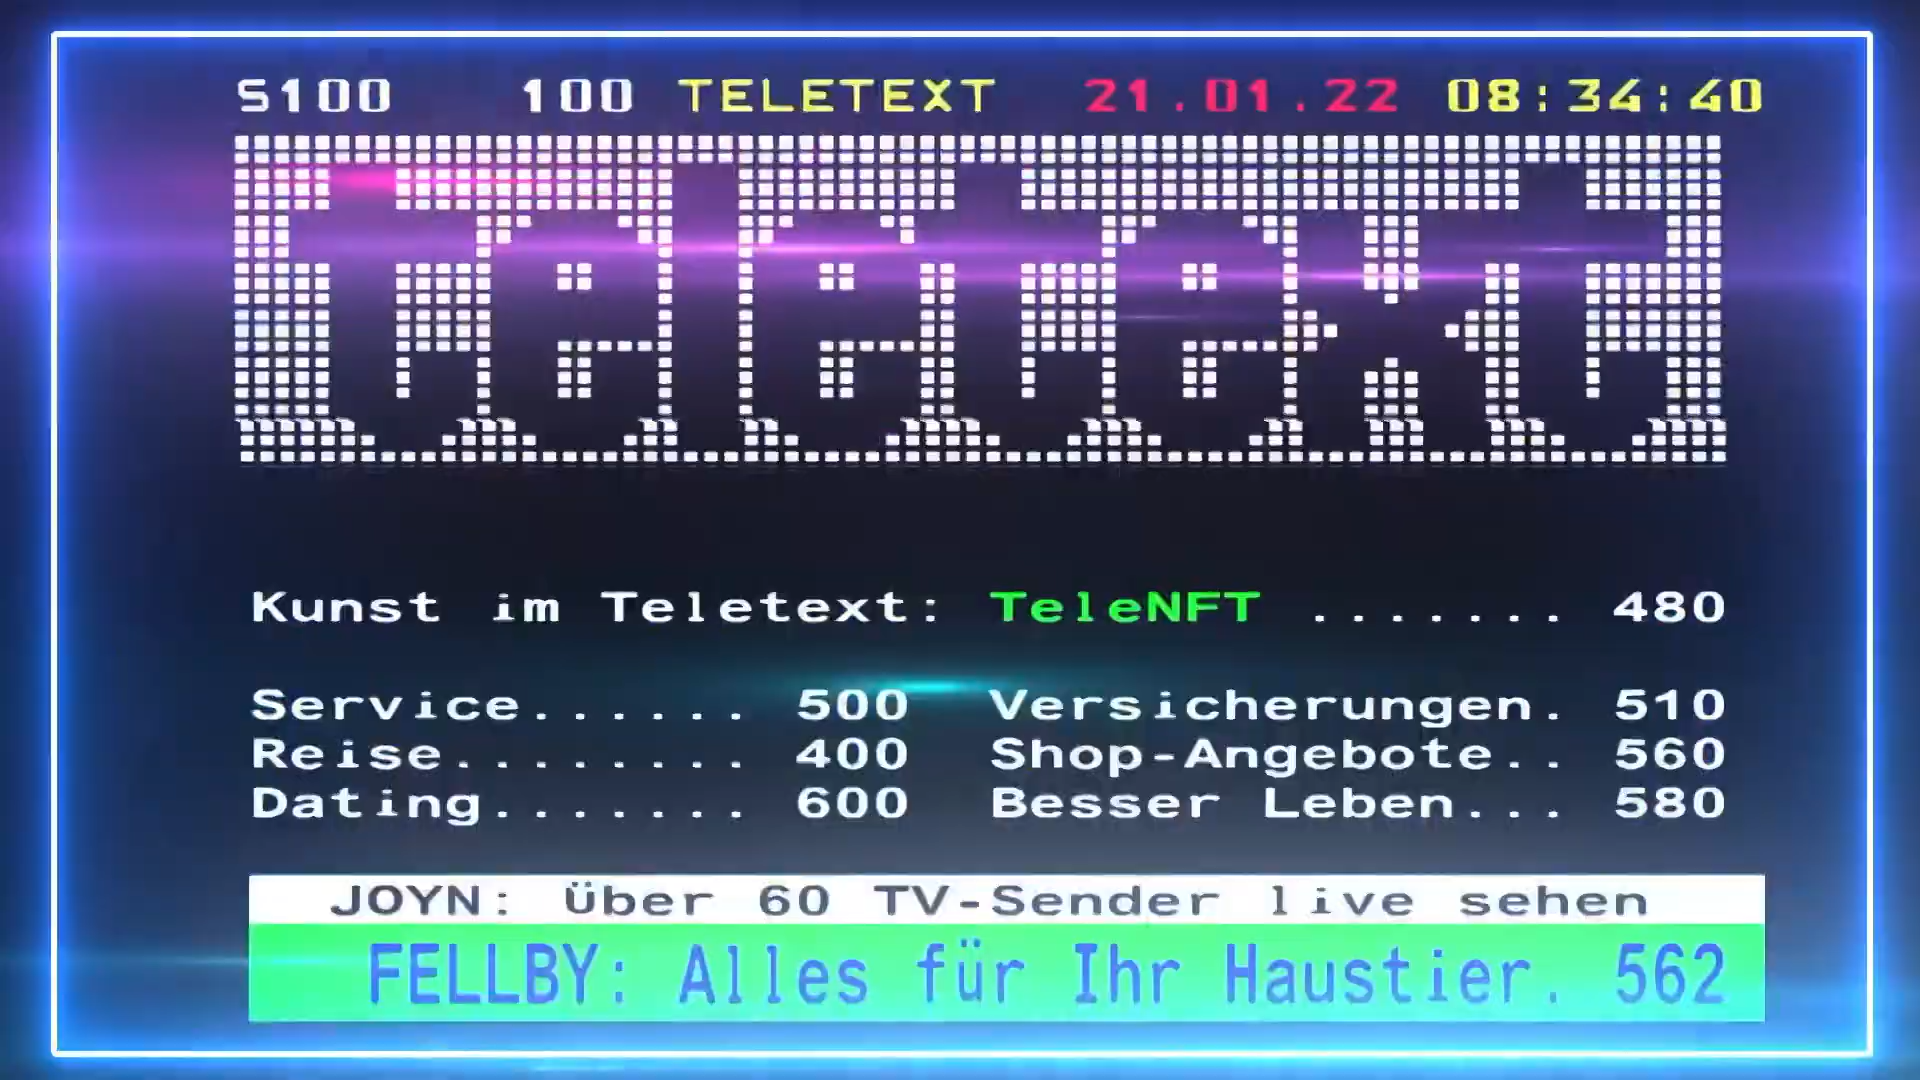 S100 100 TELETEXT 21.01.22 08:34:40
teletext
Kunst im Teletext: TeleNFT ....... 480
Service...... 500 Versicherungen. 510
Reise........ 400 Shop-Angebote.. 560
Dating....... 600 Besser Leben... 580
JOYN: über 60 TV-Sender live sehen
FELLBY: Alles für Ihr Haustier. 562